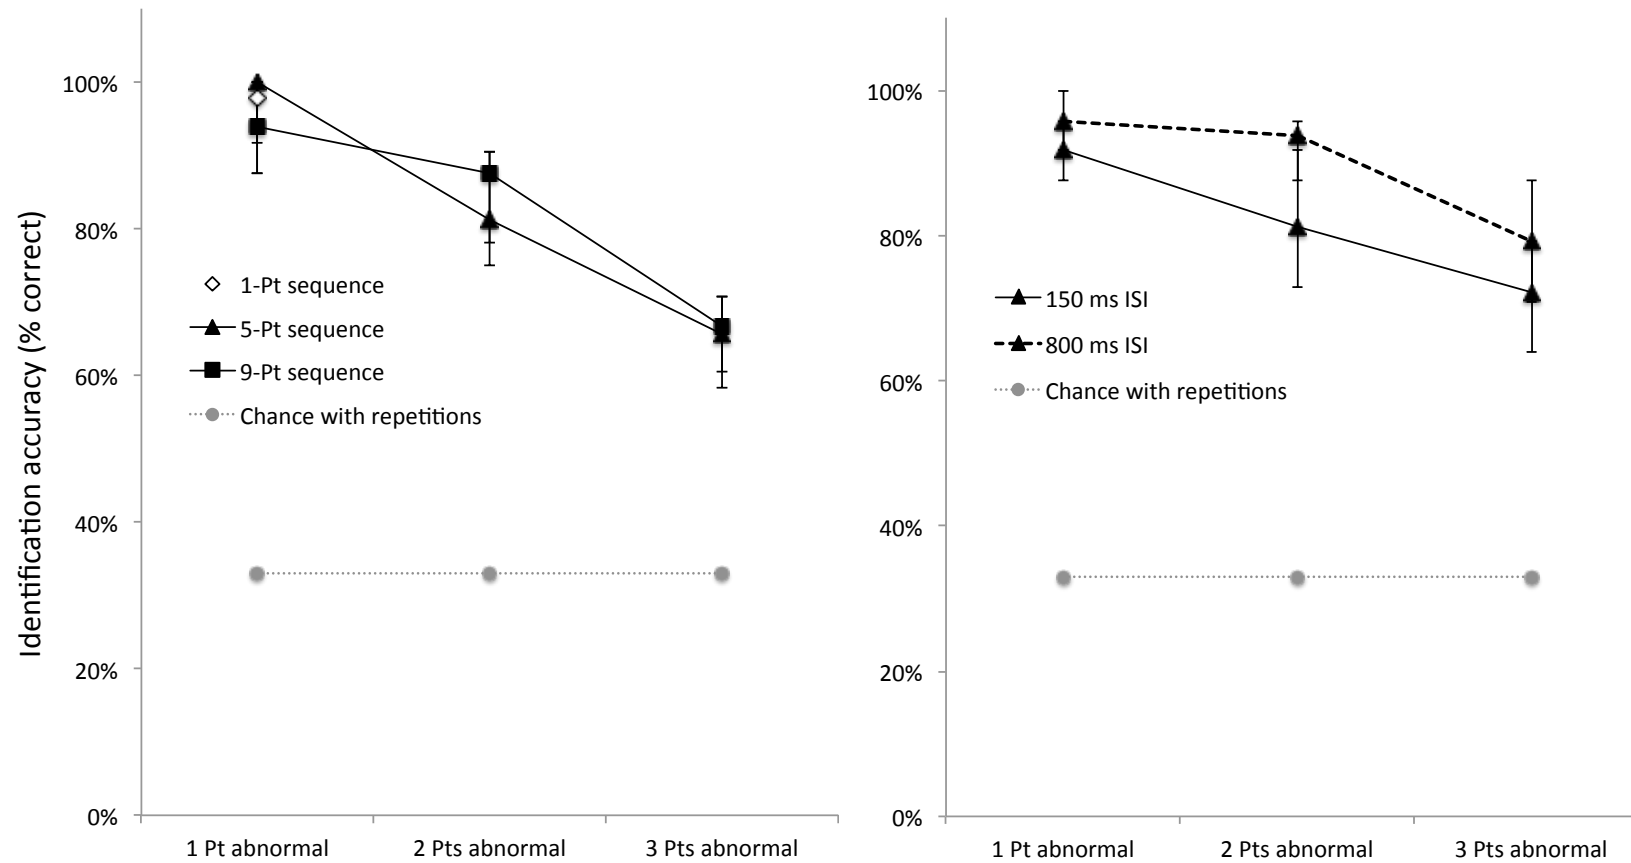 Identification accuracy (% correct)
100%
80%
60%
40%
20%
0%
1-Pt sequence
5-Pt sequence
9-Pt sequence
Chance with repetitions
1 Pt abnormal
2 Pts abnormal
3 Pts abnormal
100%
80%
60%
40%
20%
0%
150 ms ISI
800 ms ISI
Chance with repetitions
1 Pt abnormal
2 Pts abnormal
3 Pts abnormal